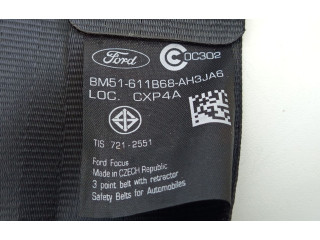 Ford
C 0C302
BM51-611B68-AH3JA6
LOC. CXP4A
TIS 721-2551
Ford Focus
Made in CZECH Republic
3 point belt with retractor
Safety Belts for Automobiles